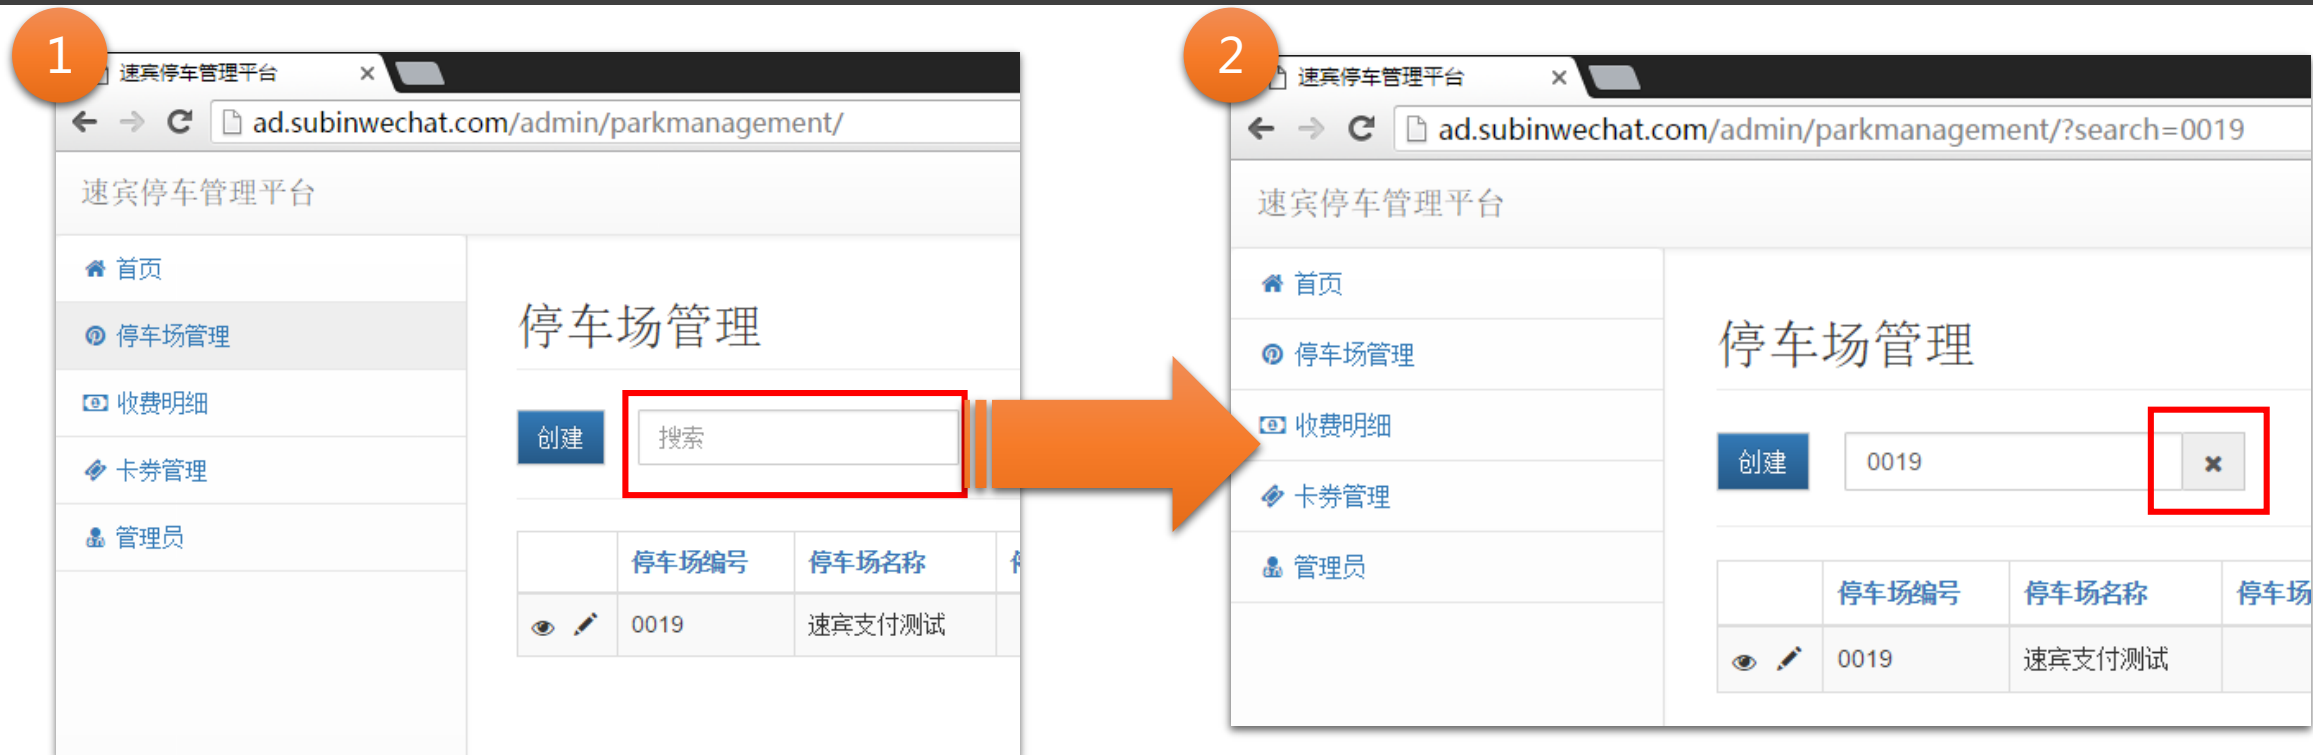 1
速宾停车管理平台
ad.subinwechat.com/admin/parkmanagement/
速宾停车管理平台
首页
停车场管理
收费明细
卡券管理
管理员
停车场管理
创建 搜索
停车场编号 停车场名称
0019 速宾支付测试
2
速宾停车管理平台
ad.subinwechat.com/admin/parkmanagement/?search=0019
速宾停车管理平台
首页
停车场管理
收费明细
卡券管理
管理员
停车场管理
创建 0019
停车场编号 停车场名称 停车场
0019 速宾支付测试